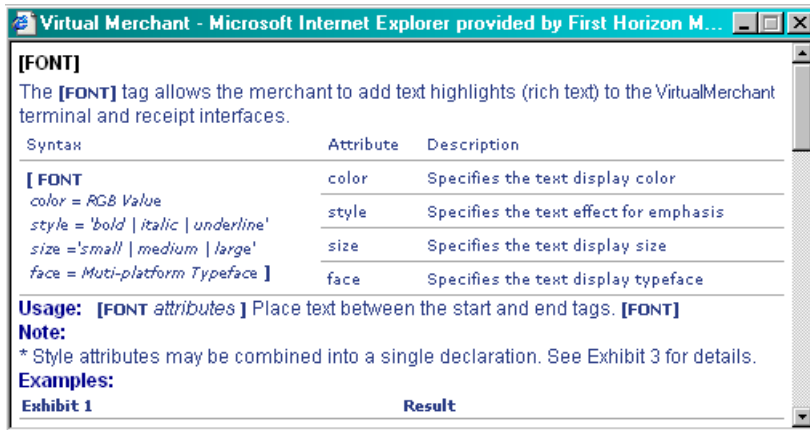 Virtual Merchant - Microsoft Internet Explorer provided by First Horizon M...
[FONT]
The [FONT] tag allows the merchant to add text highlights (rich text) to the VirtualMerchant
terminal and receipt interfaces.
Syntax Attribute Description
[ FONT
color = RGB Value
style = 'bold | italic | underline'
size ='small | medium | large'
face = Muti-platform Typeface ]
color Specifies the text display color
style Specifies the text effect for emphasis
size Specifies the text display size
face Specifies the text display typeface
Usage: [FONT attributes ] Place text between the start and end tags. [FONT]
Note:
* Style attributes may be combined into a single declaration. See Exhibit 3 for details.
Examples:
Exhibit 1 Result